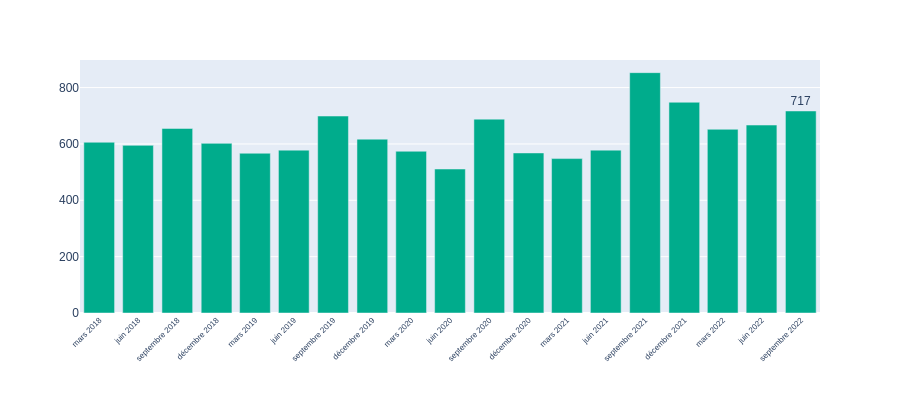 800
600
400
200
0
717
mars 2018
juin 2018
septembre 2018
décembre 2018
mars 2019
juin 2019
septembre 2019
décembre 2019
mars 2020
juin 2020
septembre 2020
décembre 2020
mars 2021
juin 2021
septembre 2021
décembre 2021
mars 2022
juin 2022
septembre 2022